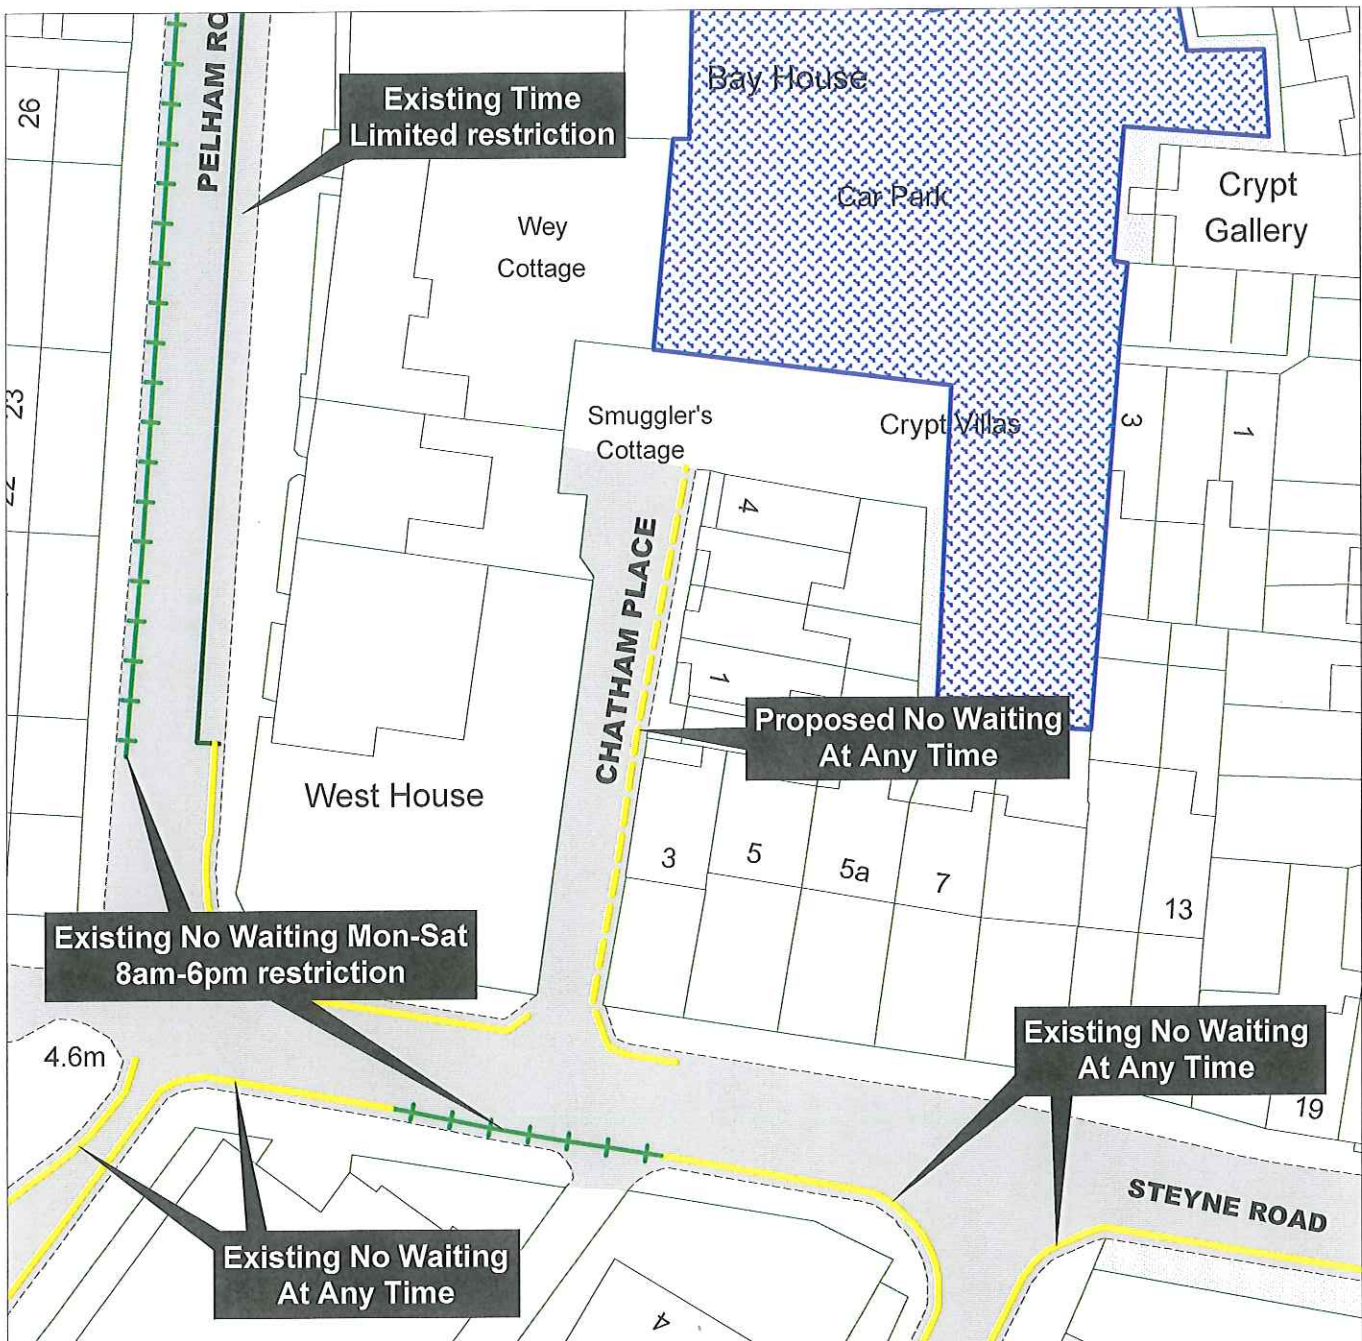 PELHAM RO
26
Existing Time
Limited restriction
Bay House
Car Park
Crypt
Gallery
Wey
Cottage
23
22
Smuggler's
Cottage
Crypt Villas
3
1
4
CHATHAM PLACE
1
Proposed No Waiting
At Any Time
West House
3
5
5a
7
13
Existing No Waiting Mon-Sat
8am-6pm restriction
4.6m
Existing No Waiting
At Any Time
19
STEYNE ROAD
Existing No Waiting
At Any Time
4